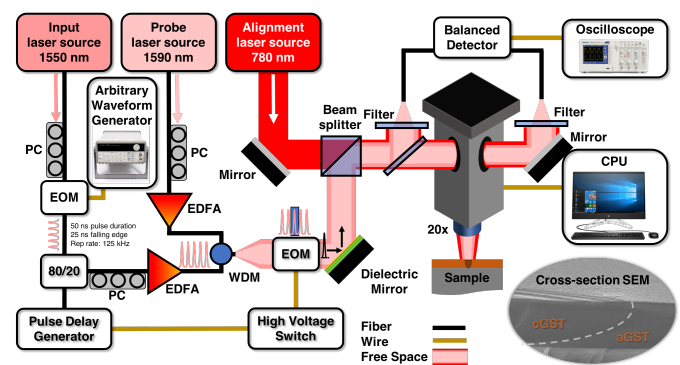 Input
laser source
1550 nm
Probe
laser source
1590 nm
Alignment
laser source
780 nm
Balanced
Detector
Oscilloscope
Arbitrary
Waveform
Generator
PC
PC
Beam
splitter
Filter
Filter
Mirror
Mirror
CPU
EOM
EDFA
50 ns pulse duration
25 ns falling edge
Rep rate: 125 kHz
20x
80/20
PC
EDFA
WDM
EOM
Dielectric
Mirror
Sample
Cross-section SEM
cGST
aGST
Pulse Delay
Generator
High Voltage
Switch
Fiber
Wire
Free Space